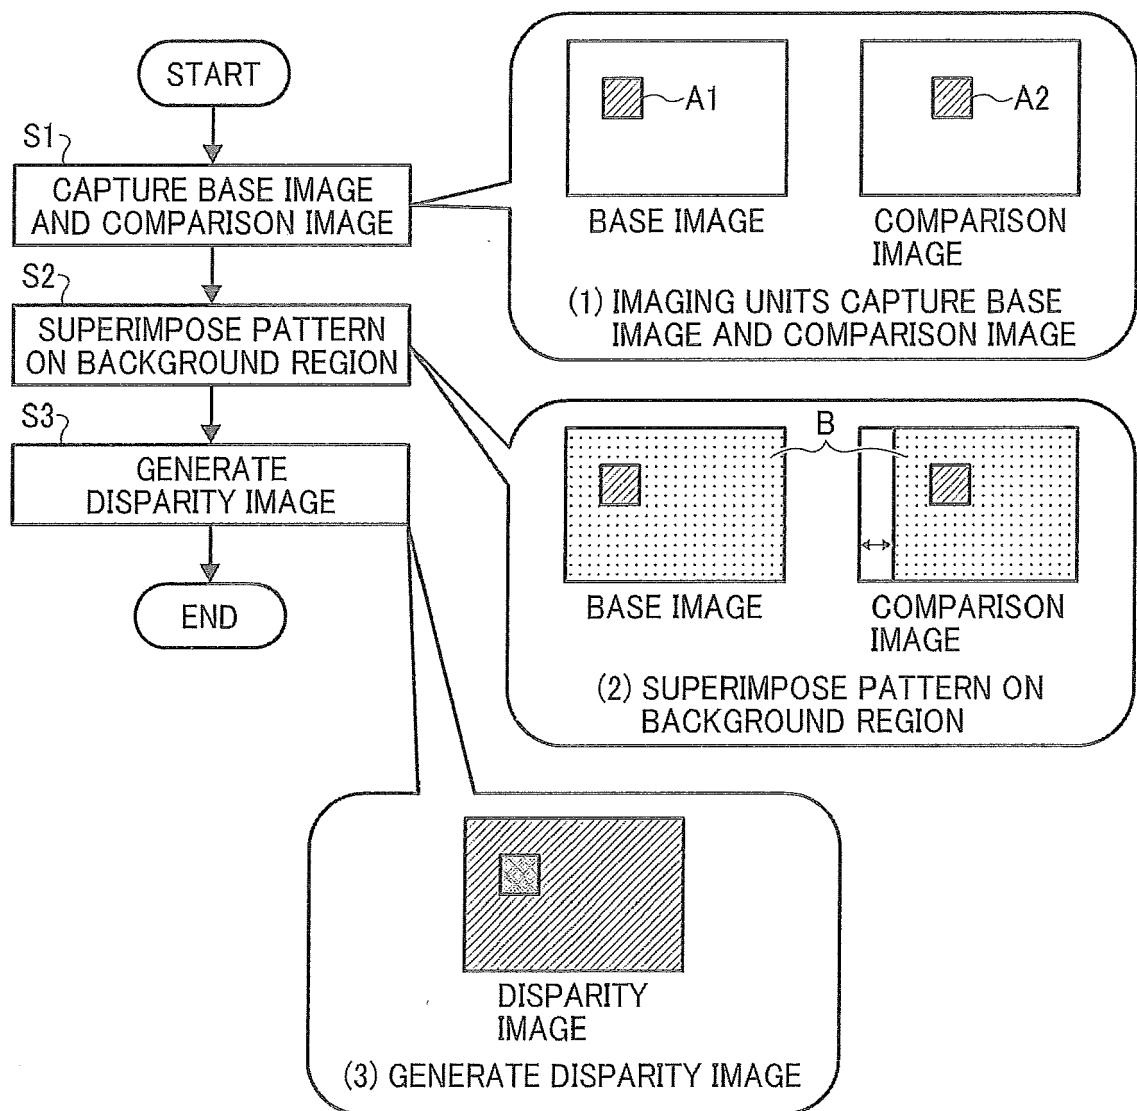 START
S1
CAPTURE BASE IMAGE
AND COMPARISON IMAGE
S2
SUPERIMPOSE PATTERN
ON BACKGROUND REGION
S3
GENERATE
DISPARITY IMAGE
END
A1
A2
BASE IMAGE
COMPARISON
IMAGE
(1) IMAGING UNITS CAPTURE BASE
IMAGE AND COMPARISON IMAGE
B
BASE IMAGE
COMPARISON
IMAGE
(2) SUPERIMPOSE PATTERN ON
BACKGROUND REGION
DISPARITY
IMAGE
(3) GENERATE DISPARITY IMAGE